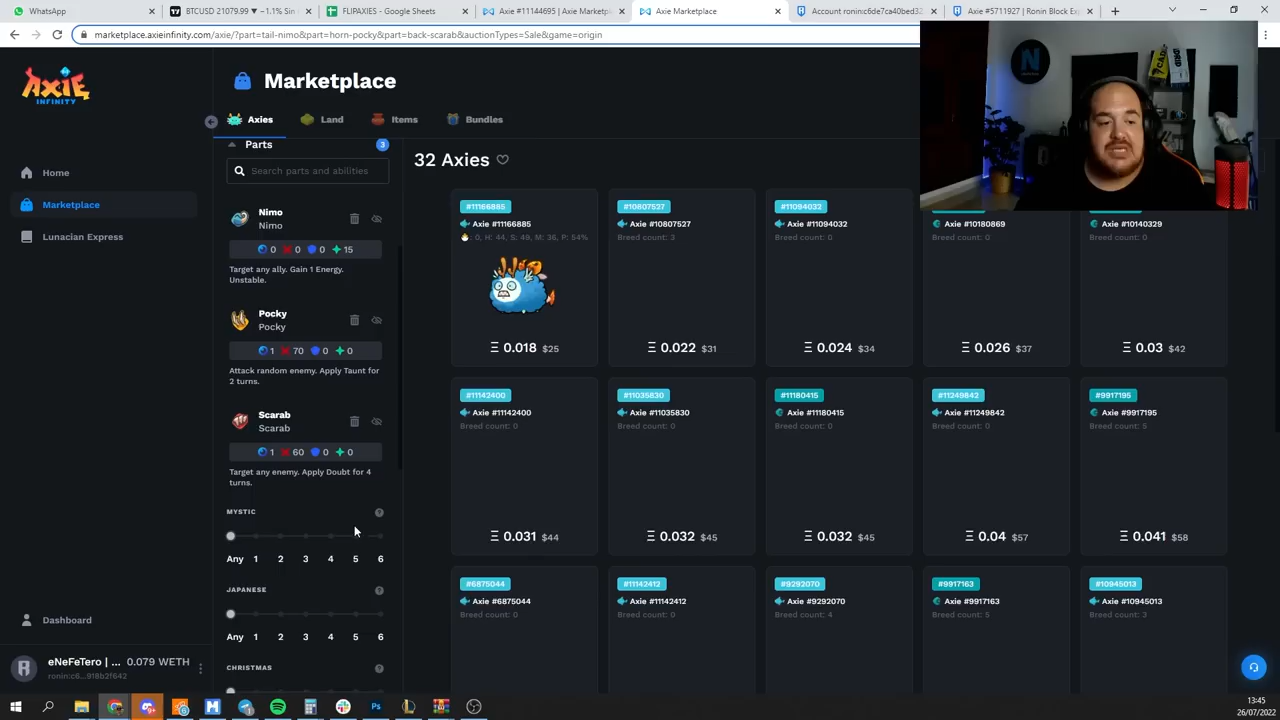 WhatsApp
BTCUSD 21079.99 ▼ −1.1% Sin
FLIPAXIES - Google Sheets
Axie #11144695 | Axie Marketpl
Axie Marketplace
Account ronin:c6de7ca40bed32
Axie #5711927 | Ronin Block Ex
marketplace.axieinfinity.com/axie/?part=tail-nimo&part=horn-pocky&part=back-scarab&auctionTypes=Sale&game=origin
AXIE
INFINITY
Marketplace
Axies
Land
Items
Bundles
Home
Marketplace
Lunacian Express
Dashboard
eNeFeTero | ...
0.079 WETH
ronin:c6...918b2f642
Parts
3
Search parts and abilities
Nimo
Nimo
0 0 0 15
Target any ally. Gain 1 Energy.
Unstable.
Pocky
Pocky
1 70 0 0
Attack random enemy. Apply Taunt for
2 turns.
Scarab
Scarab
1 60 0 0
Target any enemy. Apply Doubt for 4
turns.
MYSTIC
Any 1 2 3 4 5 6
JAPANESE
Any 1 2 3 4 5 6
CHRISTMAS
32 Axies
#11166885
Axie #11166885
: 0, H: 44, S: 49, M: 36, P: 54%
Ξ 0.018 $25
#10807527
Axie #10807527
Breed count: 3
Ξ 0.022 $31
#11094032
Axie #11094032
Breed count: 0
Ξ 0.024 $34
Axie #10180869
Breed count: 0
Ξ 0.026 $37
Axie #10140329
Breed count: 0
Ξ 0.03 $42
#11142400
Axie #11142400
Breed count: 0
Ξ 0.031 $44
#11035830
Axie #11035830
Breed count: 0
Ξ 0.032 $45
#11180415
Axie #11180415
Breed count: 0
Ξ 0.032 $45
#11249842
Axie #11249842
Breed count: 0
Ξ 0.04 $57
#9917195
Axie #9917195
Breed count: 5
Ξ 0.041 $58
#6875044
Axie #6875044
Breed count: 0
#11142412
Axie #11142412
Breed count: 0
#9292070
Axie #9292070
Breed count: 4
#9917163
Axie #9917163
Breed count: 5
#10945013
Axie #10945013
Breed count: 3
13:45
26/07/2022